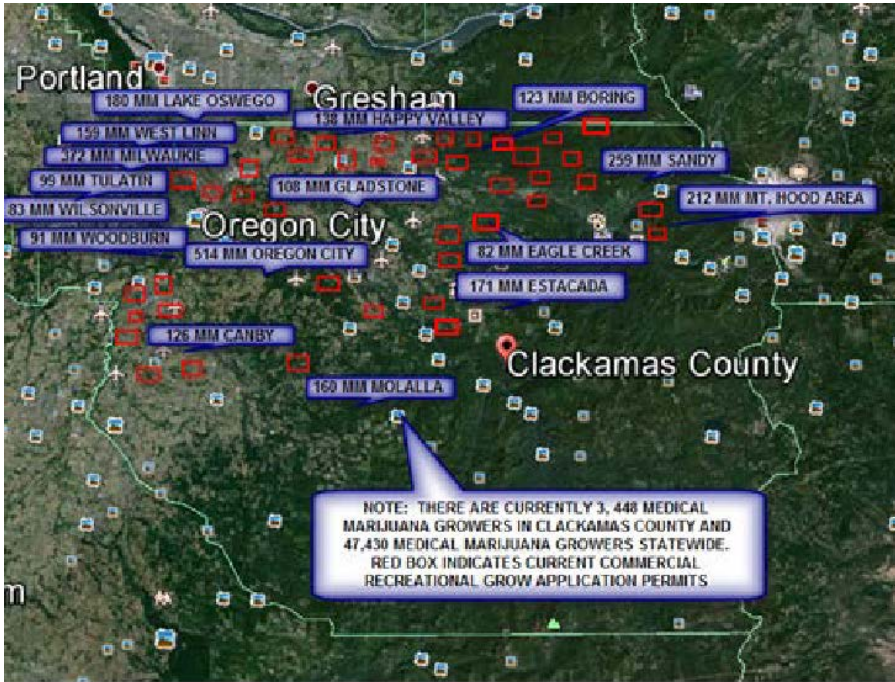 Portland
180 MM LAKE OSWEGO
Gresham
123 MM BORING
138 MM HAPPY VALLEY
159 MM WEST LINN
372 MM MILWAUKIE
259 MM SANDY
99 MM TULATIN
108 MM GLADSTONE
212 MM MT. HOOD AREA
83 MM WILSONVILLE
Oregon City
91 MM WOODBURN
514 MM OREGON CITY
82 MM EAGLE CREEK
171 MM ESTACADA
126 MM CANBY
Clackamas County
160 MM MOLALLA
NOTE: THERE ARE CURRENTLY 3, 448 MEDICAL
MARIJUANA GROWERS IN CLACKAMAS COUNTY AND
47,430 MEDICAL MARIJUANA GROWERS STATEWIDE.
RED BOX INDICATES CURRENT COMMERCIAL
RECREATIONAL GROW APPLICATION PERMITS
m